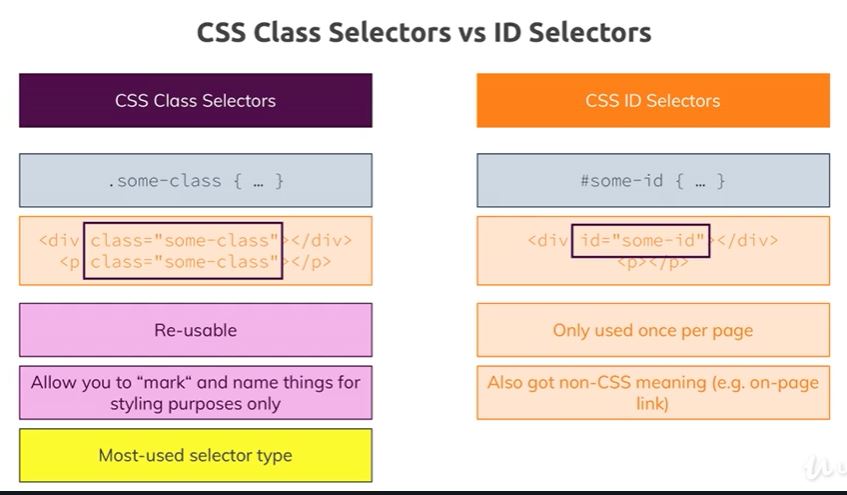 CSS Class Selectors vs ID Selectors
CSS Class Selectors
.some-class { … }
<div class="some-class"></div>
<p class="some-class"></p>
Re-usable
Allow you to “mark“ and name things for
styling purposes only
Most-used selector type
CSS ID Selectors
#some-id { … }
<div id="some-id"></div>
<p></p>
Only used once per page
Also got non-CSS meaning (e.g. on-page
link)